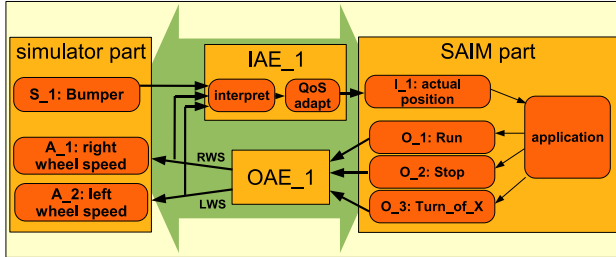 simulator part
IAE_1
SAIM part
S_1: Bumper
interpret
QoS
adapt
I_1: actual
position
application
A_1: right
wheel speed
RWS
OAE_1
O_1: Run
O_2: Stop
A_2: left
wheel speed
LWS
O_3: Turn_of_X